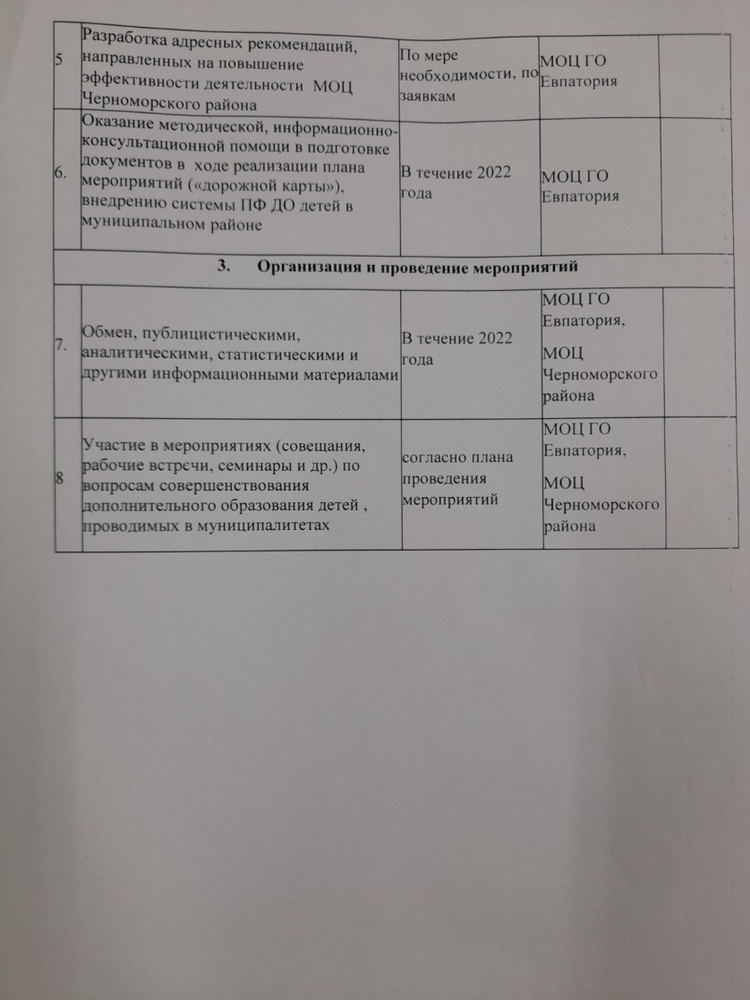 5
Разработка адресных рекомендаций,
направленных на повышение
эффективности деятельности МОЦ
Черноморского района
По мере
необходимости, по
заявкам
МОЦ ГО
Евпатория
6.
Оказание методической, информационно-
консультационной помощи в подготовке
документов в ходе реализации плана
мероприятий («дорожной карты»),
внедрению системы ПФ ДО детей в
муниципальном районе
В течение 2022
года
МОЦ ГО
Евпатория
3. Организация и проведение мероприятий
7.
Обмен, публицистическими,
аналитическими, статистическими и
другими информационными материалами
В течение 2022
года
МОЦ ГО
Евпатория,
МОЦ
Черноморского
района
8
Участие в мероприятиях (совещания,
рабочие встречи, семинары и др.) по
вопросам совершенствования
дополнительного образования детей ,
проводимых в муниципалитетах
согласно плана
проведения
мероприятий
МОЦ ГО
Евпатория,
МОЦ
Черноморского
района